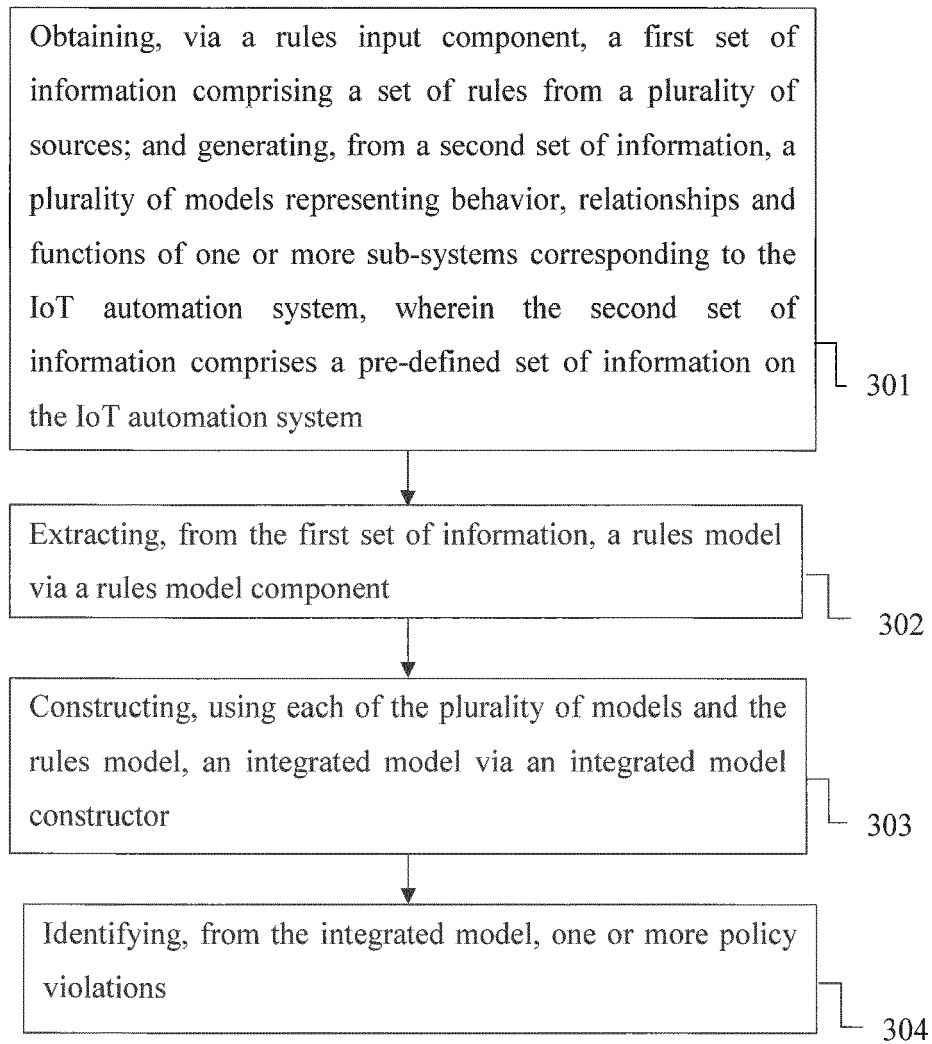 Obtaining, via a rules input component, a first set of
information comprising a set of rules from a plurality of
sources; and generating, from a second set of information, a
plurality of models representing behavior, relationships and
functions of one or more sub-systems corresponding to the
IoT automation system, wherein the second set of
information comprises a pre-defined set of information on
the IoT automation system
301
Extracting, from the first set of information, a rules model
via a rules model component
302
Constructing, using each of the plurality of models and the
rules model, an integrated model via an integrated model
constructor
303
Identifying, from the integrated model, one or more policy
violations
304